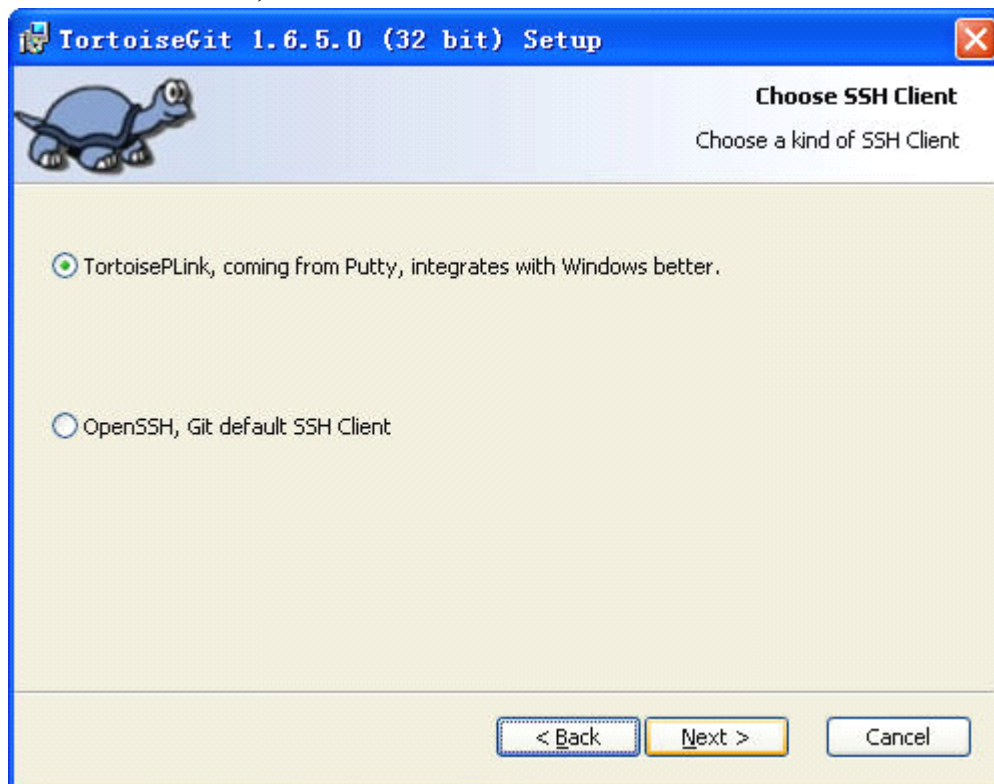 TortoiseGit 1.6.5.0 (32 bit) Setup
Choose SSH Client
Choose a kind of SSH Client
TortoisePLink, coming from Putty, integrates with Windows better.
OpenSSH, Git default SSH Client
< Back Next > Cancel